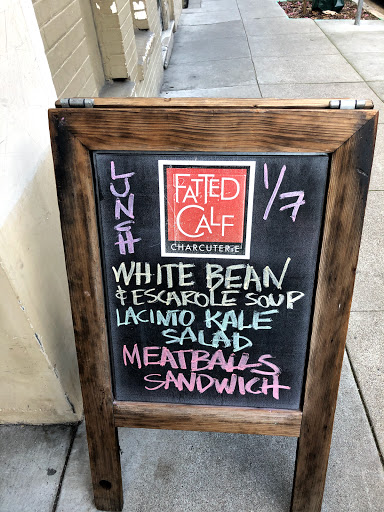 LUNCH
FATTED
CALF
CHARCUTERIE
1/7
WHITE BEAN
& ESCAROLE SOUP
LACINTO KALE
SALAD
MEATBALLS
SANDWICH